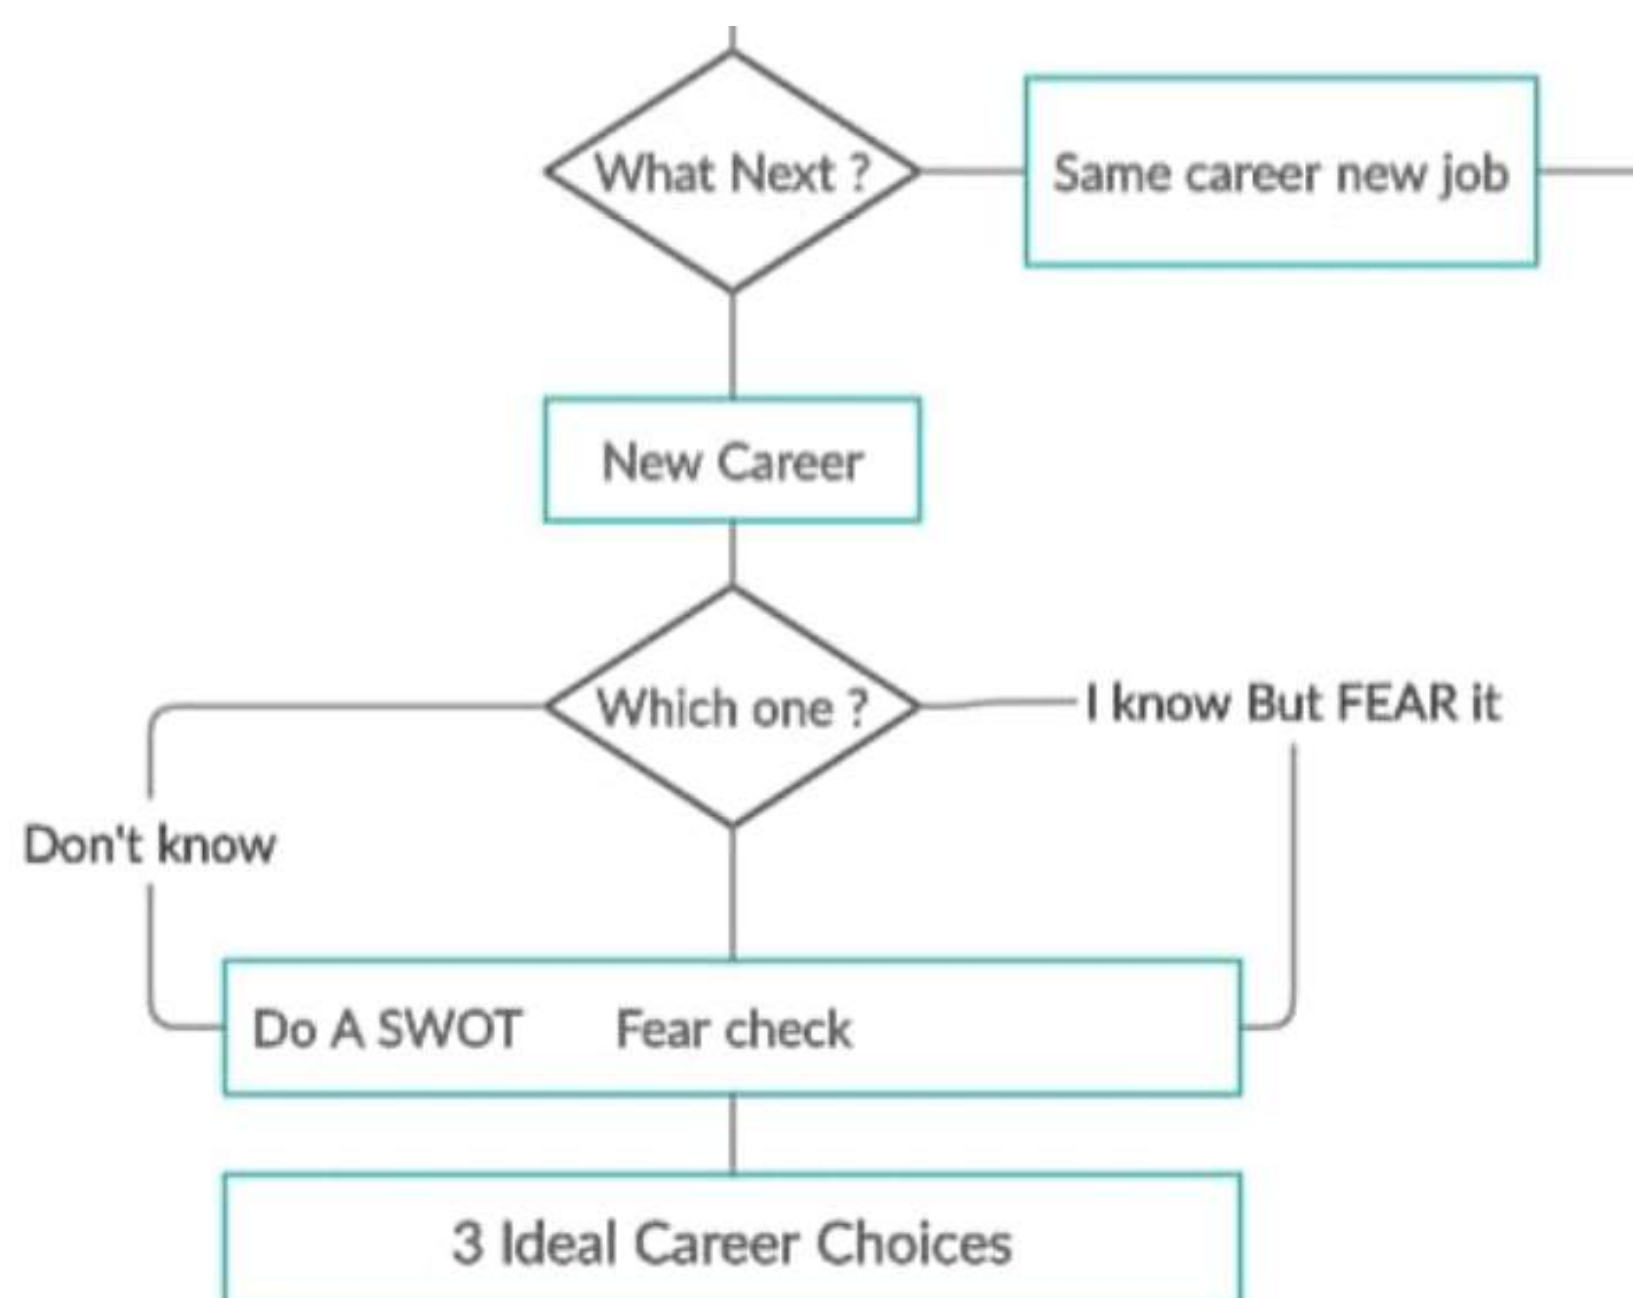 What Next ?
Same career new job
New Career
Which one ?
I know But FEAR it
Don't know
Do A SWOT Fear check
3 Ideal Career Choices